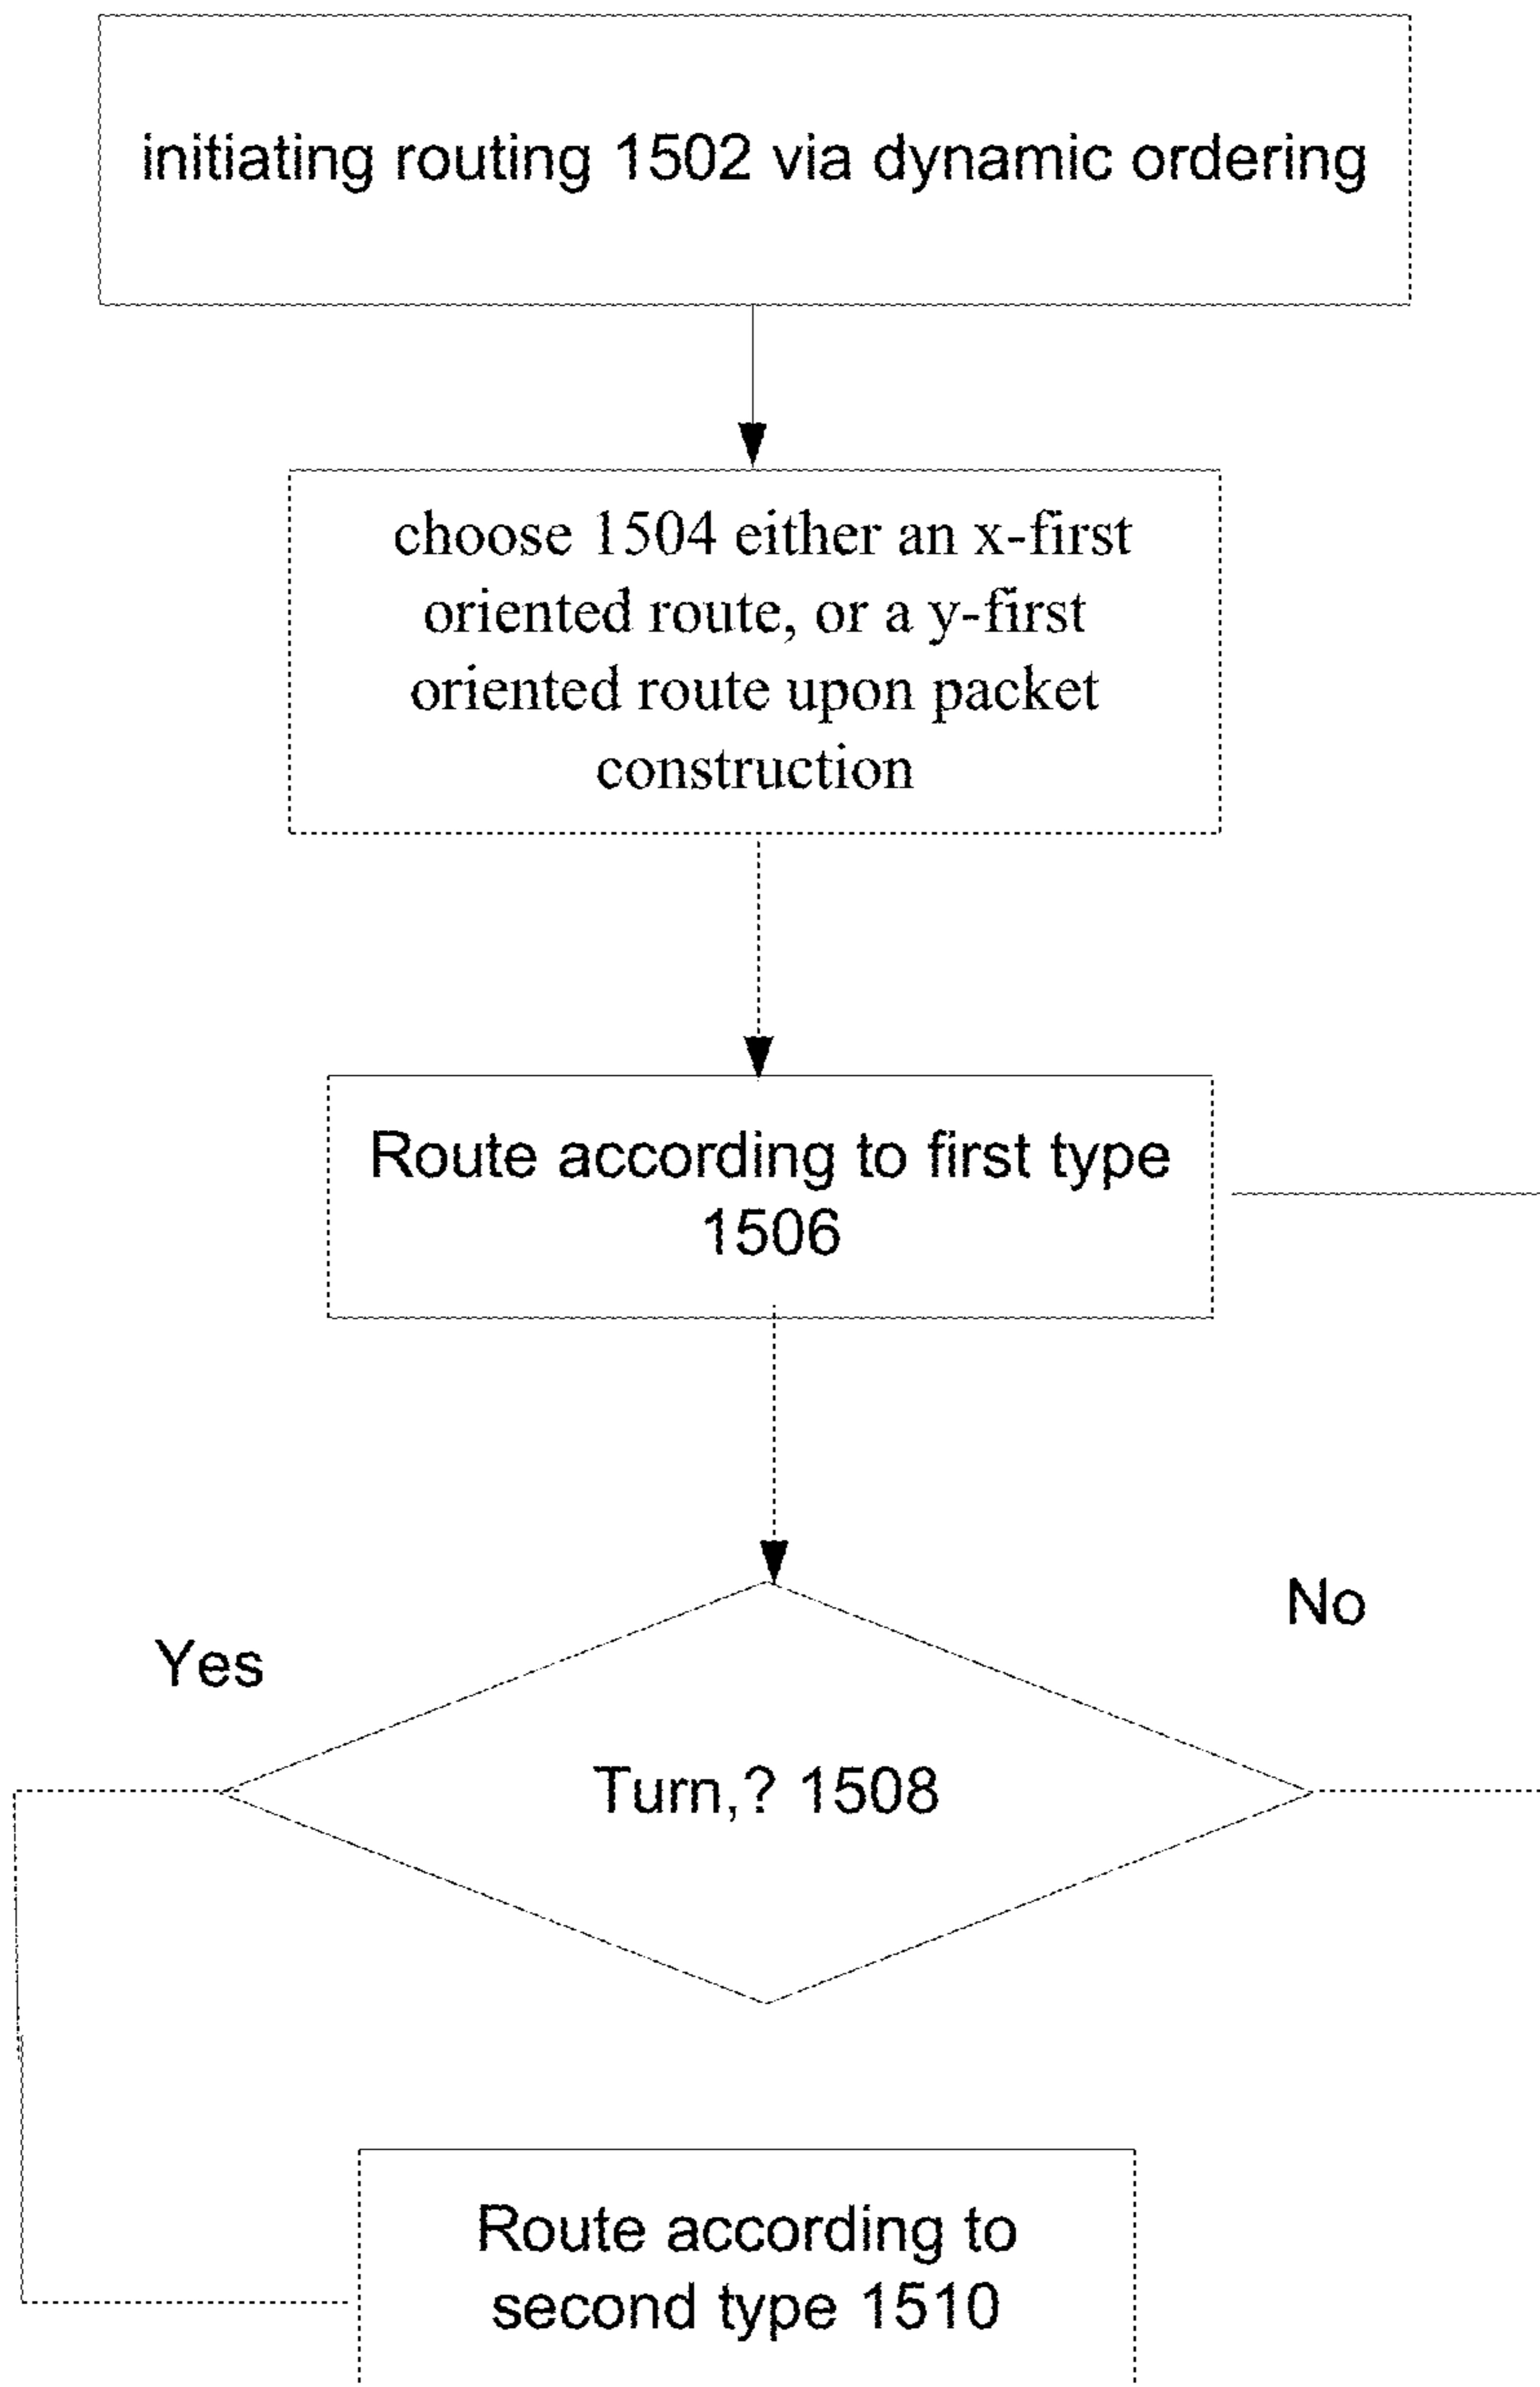 initiating routing 1502 via dynamic ordering
choose 1504 either an x-first
oriented route, or a y-first
oriented route upon packet
construction
Route according to first type
1506
No
Yes
Turn,? 1508
Route according to
second type 1510